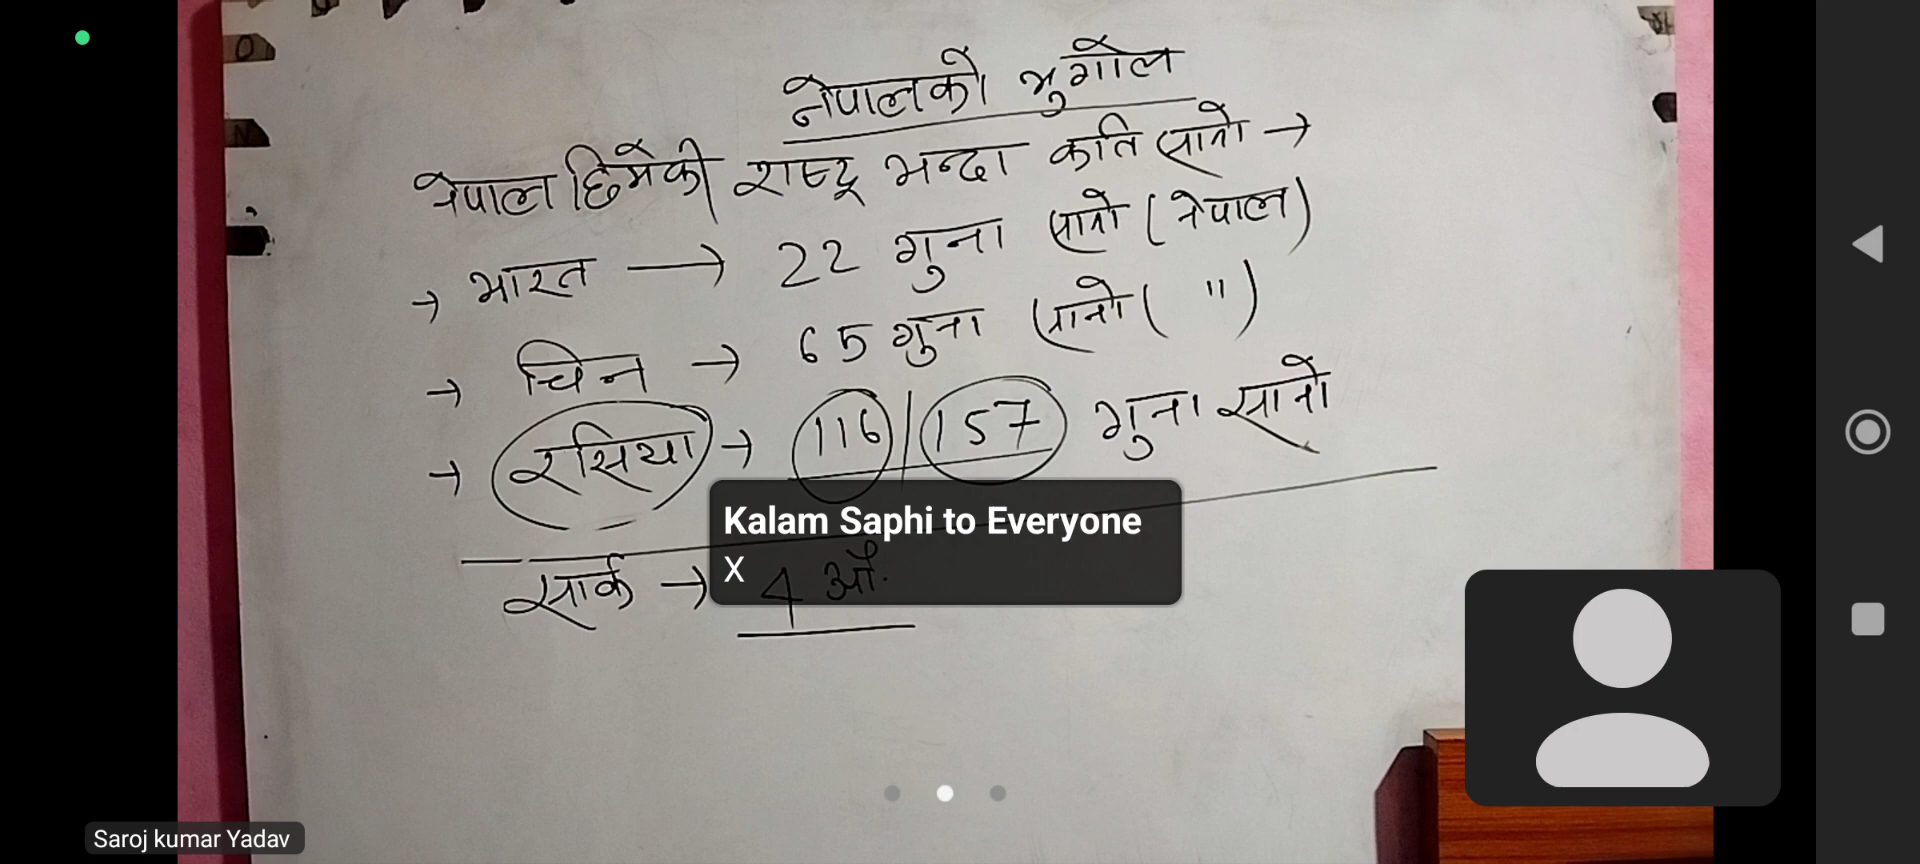 नेपालको भुगोल
नेपाल छिमेकी राष्ट्र भन्दा कति सानो →
→ भारत → 22 गुना सानो (नेपाल)
→ चिन → 65 गुना सानो ( " )
→ रसिया → 116 / 157 गुना सानो
Kalam Saphi to Everyone
X
सार्क → 4 औ.
Saroj kumar Yadav